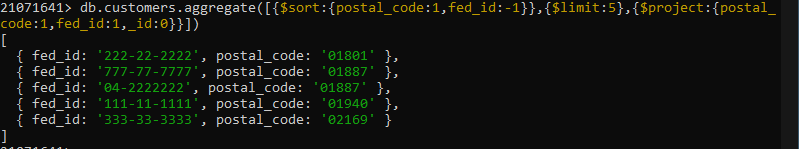 21071641> db.customers.aggregate([{$sort:{postal_code:1,fed_id:-1}},{$limit:5},{$project:{postal_
code:1,fed_id:1,_id:0}}])
[
  { fed_id: '222-22-2222', postal_code: '01801' },
  { fed_id: '777-77-7777', postal_code: '01887' },
  { fed_id: '04-2222222', postal_code: '01887' },
  { fed_id: '111-11-1111', postal_code: '01940' },
  { fed_id: '333-33-3333', postal_code: '02169' }
]
21071641>